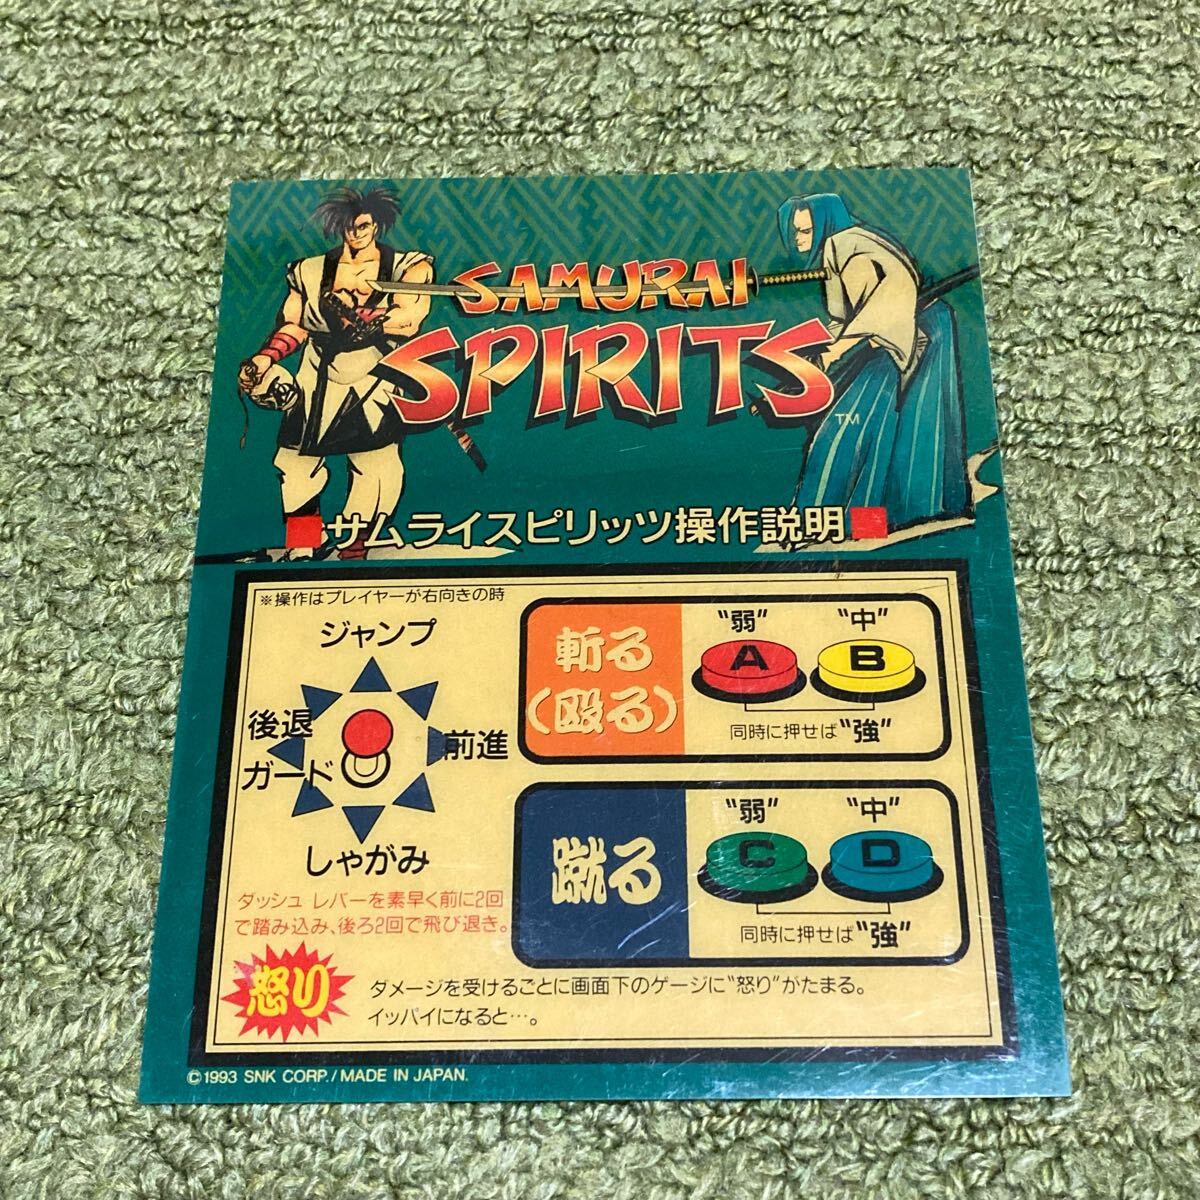 SAMURAI
SPIRITS
TM
■サムライスピリッツ操作説明■
※操作はプレイヤーが右向きの時
ジャンプ
後退
ガード
前進
しゃがみ
ダッシュ レバーを素早く前に2回
で踏み込み、後ろ2回で飛び退き。
斬る
(殴る)
"弱"
"中"
A
B
同時に押せば"強"
蹴る
"弱"
"中"
C
D
同時に押せば"強"
怒り
ダメージを受けるごとに画面下のゲージに"怒り"がたまる。
イッパイになると…。
©1993 SNK CORP./MADE IN JAPAN.